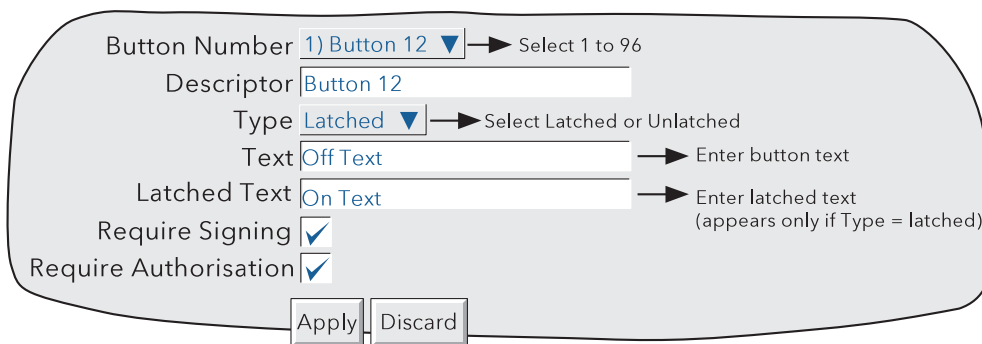 Button Number 1) Button 12 Select 1 to 96
Descriptor Button 12
Type Latched Select Latched or Unlatched
Text Off Text Enter button text
Latched Text On Text Enter latched text
(appears only if Type = latched)
Require Signing
Require Authorisation
Apply Discard